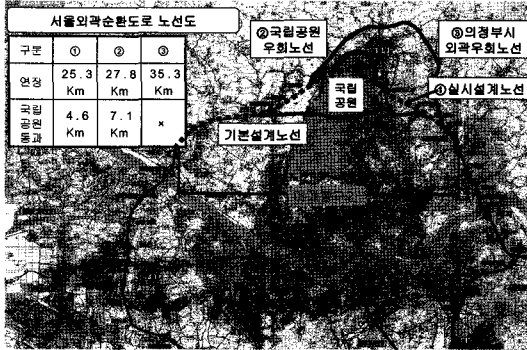 서울외곽순환도로 노선도
구분 ① ② ③
연장 25.3 Km 27.8 Km 35.3 Km
국립공원통과 4.6 Km 7.1 Km ×
②국립공원
우회노선
③의정부시
외곽우회노선
국립
공원
①실시설계노선
기본설계노선